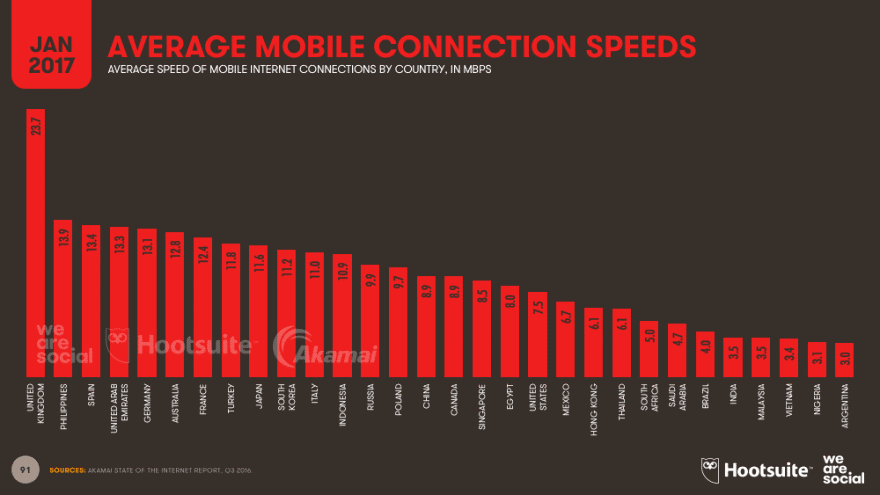 JAN
2017
AVERAGE MOBILE CONNECTION SPEEDS
AVERAGE SPEED OF MOBILE INTERNET CONNECTIONS BY COUNTRY, IN MBPS
23.7
13.9
13.4
13.3
13.1
12.8
12.4
11.8
11.6
11.2
11.0
10.9
9.9
9.7
8.9
8.9
8.5
8.0
7.5
6.7
6.1
6.1
5.0
4.7
4.0
3.5
3.5
3.4
3.1
3.0
we
are
social
Hootsuite™
Akamai
UNITED
KINGDOM
PHILIPPINES
SPAIN
UNITED ARAB
EMIRATES
GERMANY
AUSTRALIA
FRANCE
TURKEY
JAPAN
SOUTH
KOREA
ITALY
INDONESIA
RUSSIA
POLAND
CHINA
CANADA
SINGAPORE
EGYPT
UNITED
STATES
MEXICO
HONG KONG
THAILAND
SOUTH
AFRICA
SAUDI
ARABIA
BRAZIL
INDIA
MALAYSIA
VIETNAM
NIGERIA
ARGENTINA
91
SOURCES: AKAMAI STATE OF THE INTERNET REPORT, Q3 2016.
Hootsuite™
we
are
social